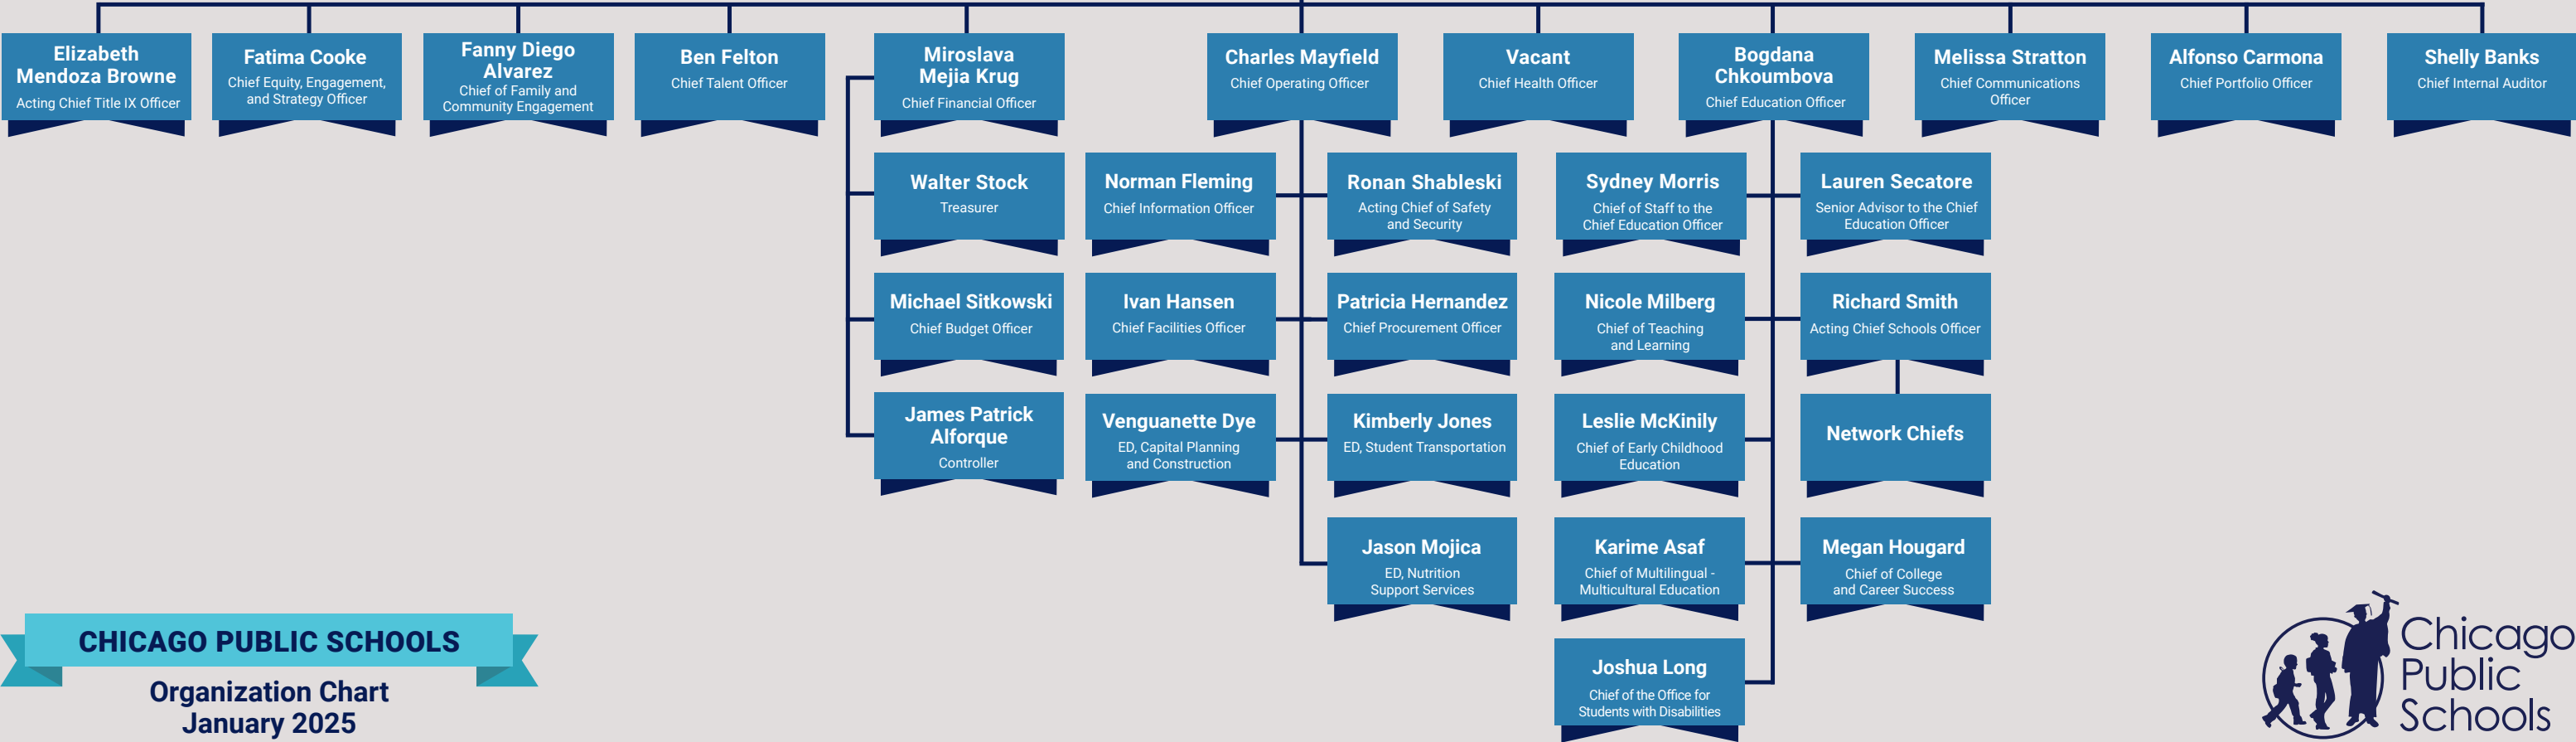 Elizabeth
Mendoza Browne
Acting Chief Title IX Officer
Fatima Cooke
Chief Equity, Engagement,
and Strategy Officer
Fanny Diego
Alvarez
Chief of Family and
Community Engagement
Ben Felton
Chief Talent Officer
Miroslava
Mejia Krug
Chief Financial Officer
Charles Mayfield
Chief Operating Officer
Vacant
Chief Health Officer
Bogdana
Chkoumbova
Chief Education Officer
Melissa Stratton
Chief Communications
Officer
Alfonso Carmona
Chief Portfolio Officer
Shelly Banks
Chief Internal Auditor
Walter Stock
Treasurer
Norman Fleming
Chief Information Officer
Ronan Shableski
Acting Chief of Safety
and Security
Sydney Morris
Chief of Staff to the
Chief Education Officer
Lauren Secatore
Senior Advisor to the Chief
Education Officer
Michael Sitkowski
Chief Budget Officer
Ivan Hansen
Chief Facilities Officer
Patricia Hernandez
Chief Procurement Officer
Nicole Milberg
Chief of Teaching
and Learning
Richard Smith
Acting Chief Schools Officer
James Patrick
Alforque
Controller
Venguanette Dye
ED, Capital Planning
and Construction
Kimberly Jones
ED, Student Transportation
Leslie McKinily
Chief of Early Childhood
Education
Network Chiefs
Jason Mojica
ED, Nutrition
Support Services
Karime Asaf
Chief of Multilingual -
Multicultural Education
Megan Hougard
Chief of College
and Career Success
Joshua Long
Chief of the Office for
Students with Disabilities
CHICAGO PUBLIC SCHOOLS
Organization Chart
January 2025
Chicago
Public
Schools